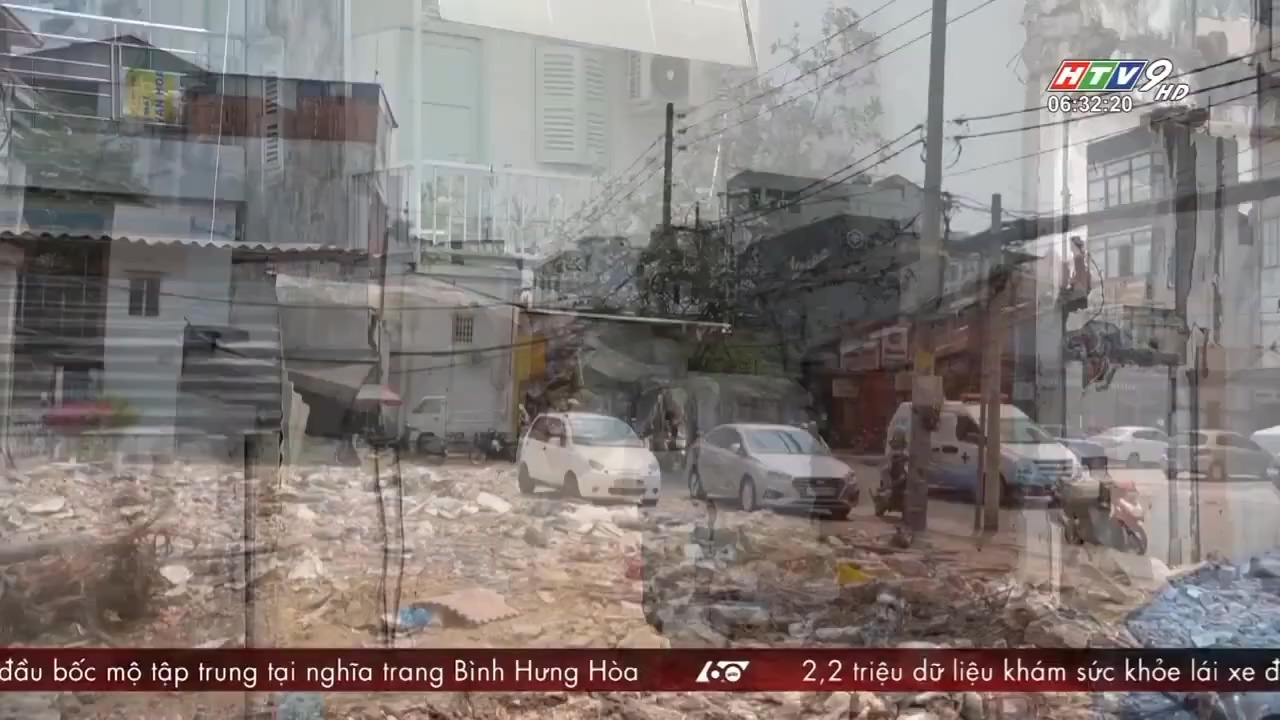 HTV9 HD
06:32:20
đầu bốc mộ tập trung tại nghĩa trang Bình Hưng Hòa
2,2 triệu dữ liệu khám sức khỏe lái xe đ